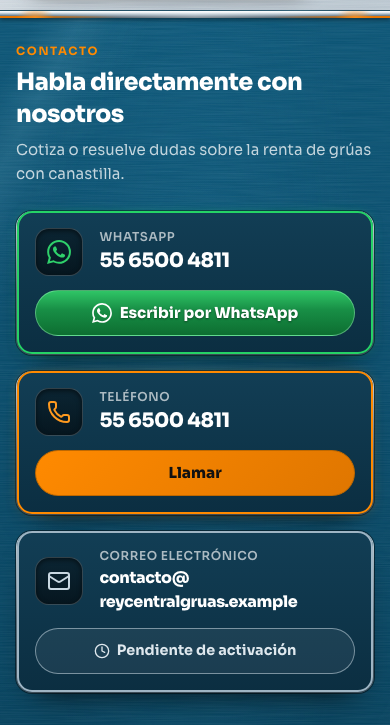 CONTACTO
Habla directamente con
nosotros
Cotiza o resuelve dudas sobre la renta de grúas
con canastilla.
WHATSAPP
55 6500 4811
Escribir por WhatsApp
TELÉFONO
55 6500 4811
Llamar
CORREO ELECTRÓNICO
contacto@
reycentralgruas.example
Pendiente de activación